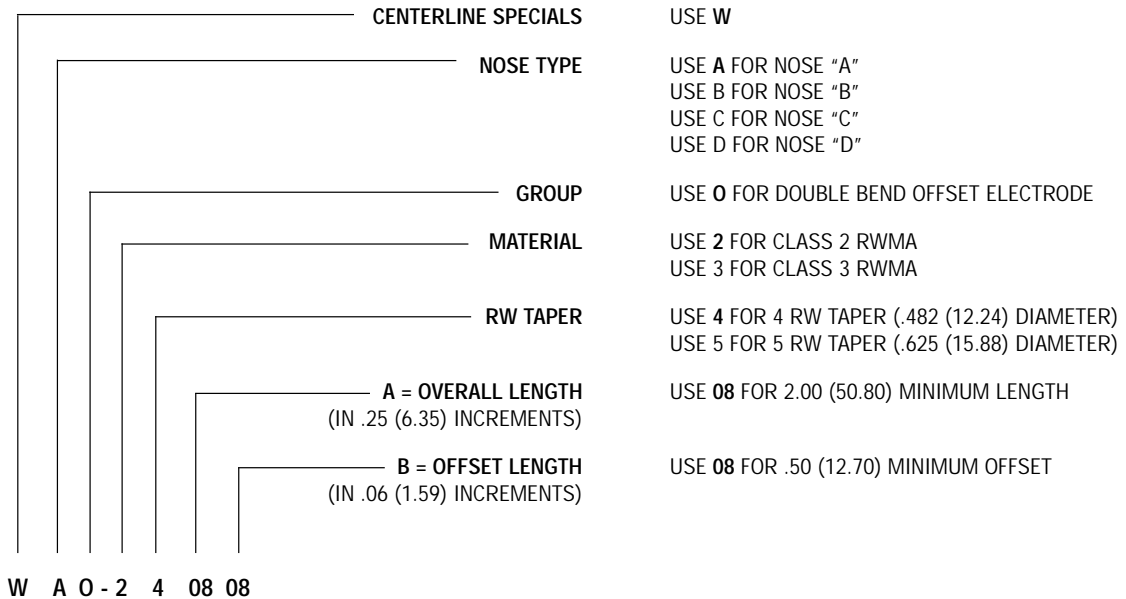 CENTERLINE SPECIALS USE W
NOSE TYPE USE A FOR NOSE “A”
USE B FOR NOSE “B”
USE C FOR NOSE “C”
USE D FOR NOSE “D”
GROUP USE O FOR DOUBLE BEND OFFSET ELECTRODE
MATERIAL USE 2 FOR CLASS 2 RWMA
USE 3 FOR CLASS 3 RWMA
RW TAPER USE 4 FOR 4 RW TAPER (.482 (12.24) DIAMETER)
USE 5 FOR 5 RW TAPER (.625 (15.88) DIAMETER)
A = OVERALL LENGTH USE 08 FOR 2.00 (50.80) MINIMUM LENGTH
(IN .25 (6.35) INCREMENTS)
B = OFFSET LENGTH USE 08 FOR .50 (12.70) MINIMUM OFFSET
(IN .06 (1.59) INCREMENTS)
W A O - 2 4 08 08